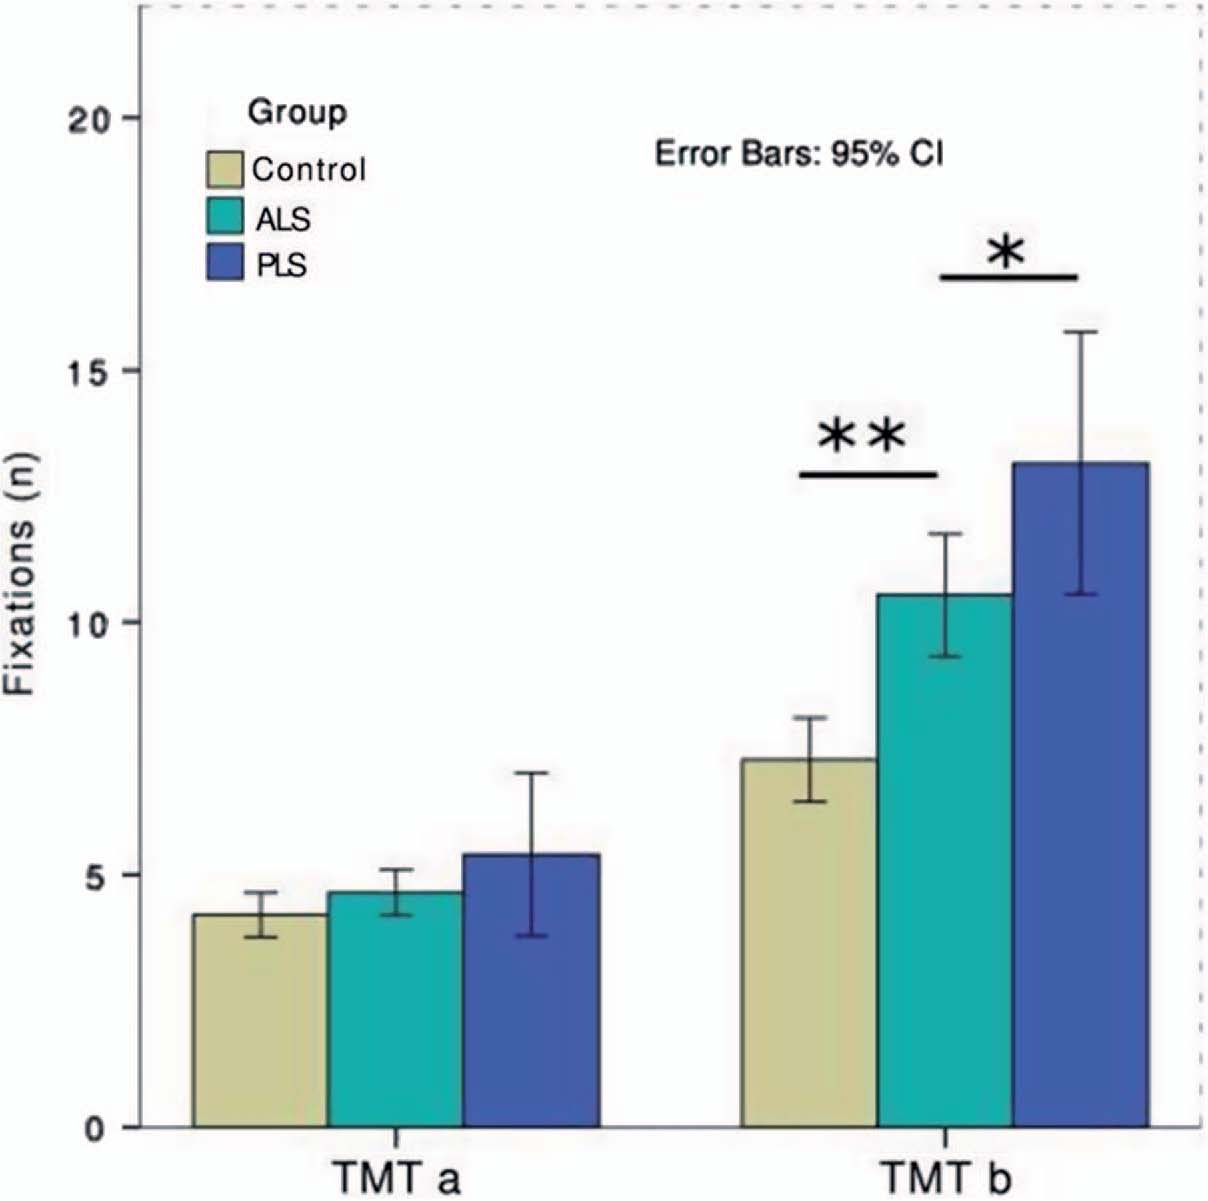 Group
Control
ALS
PLS
Error Bars: 95% CI
*
**
Fixations (n)
20
15
10
5
0
TMT a
TMT b